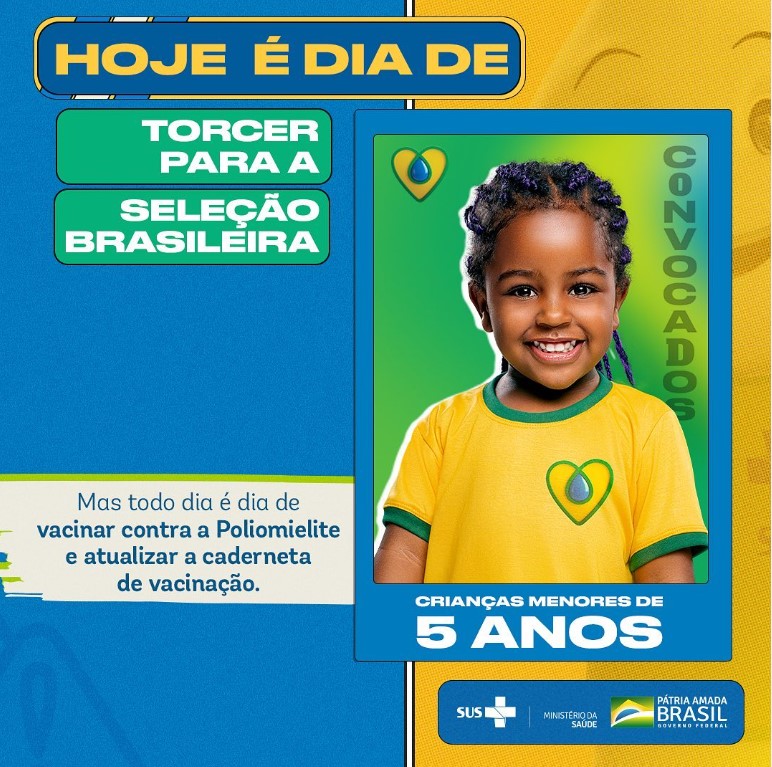 HOJE É DIA DE
TORCER
PARA A
SELEÇÃO
BRASILEIRA
CONVOCADOS
Mas todo dia é dia de
vacinar contra a Poliomielite
e atualizar a caderneta
de vacinação.
CRIANÇAS MENORES DE
5 ANOS
SUS
MINISTÉRIO DA
SAÚDE
PÁTRIA AMADA
BRASIL
GOVERNO FEDERAL